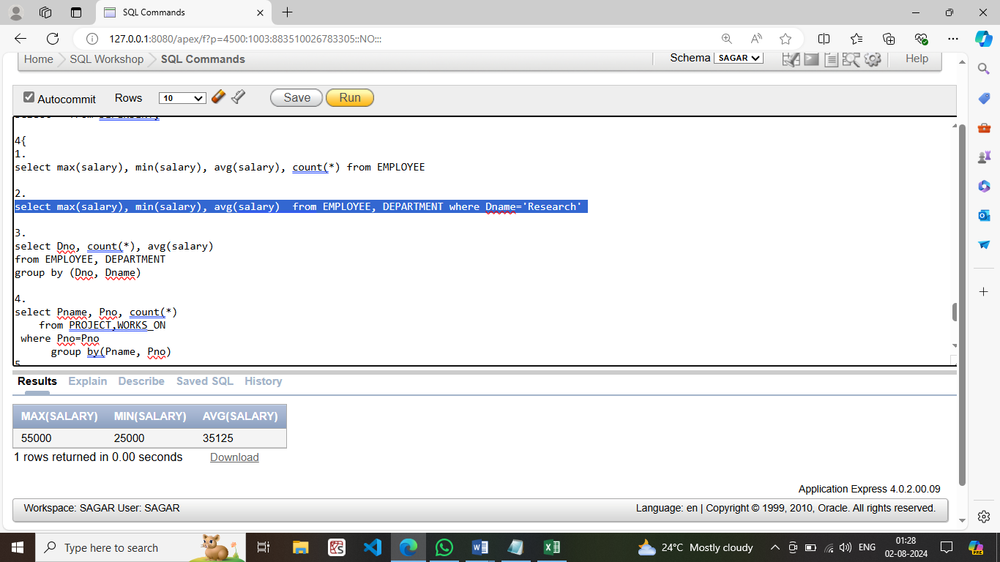 SQL Commands
127.0.0.1:8080/apex/f?p=4500:1003:883510026783305::NO:::
Home SQL Workshop SQL Commands Schema SAGAR Help
Autocommit Rows 10 Save Run
4{
1.
select max(salary), min(salary), avg(salary), count(*) from EMPLOYEE
2.
select max(salary), min(salary), avg(salary)  from EMPLOYEE, DEPARTMENT where Dname='Research'
3.
select Dno, count(*), avg(salary)
from EMPLOYEE, DEPARTMENT
group by (Dno, Dname)
4.
select Pname, Pno, count(*)
from PROJECT,WORKS_ON
where Pno=Pno
group by(Pname, Pno)
5
Results Explain Describe Saved SQL History
MAX(SALARY) MIN(SALARY) AVG(SALARY)
55000 25000 35125
1 rows returned in 0.00 seconds Download
Application Express 4.0.2.00.09
Workspace: SAGAR User: SAGAR Language: en | Copyright © 1999, 2010, Oracle. All rights reserved.
Type here to search 24°C Mostly cloudy ENG 01:28
02-08-2024